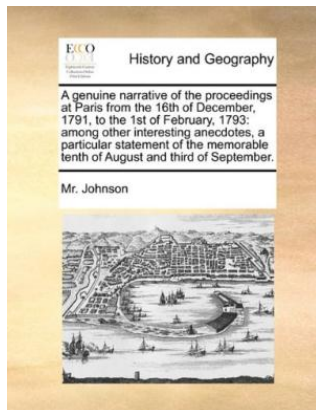 ECCO
History and Geography
A genuine narrative of the proceedings
at Paris from the 16th of December,
1791, to the 1st of February, 1793:
among other interesting anecdotes, a
particular statement of the memorable
tenth of August and third of September.
Mr. Johnson